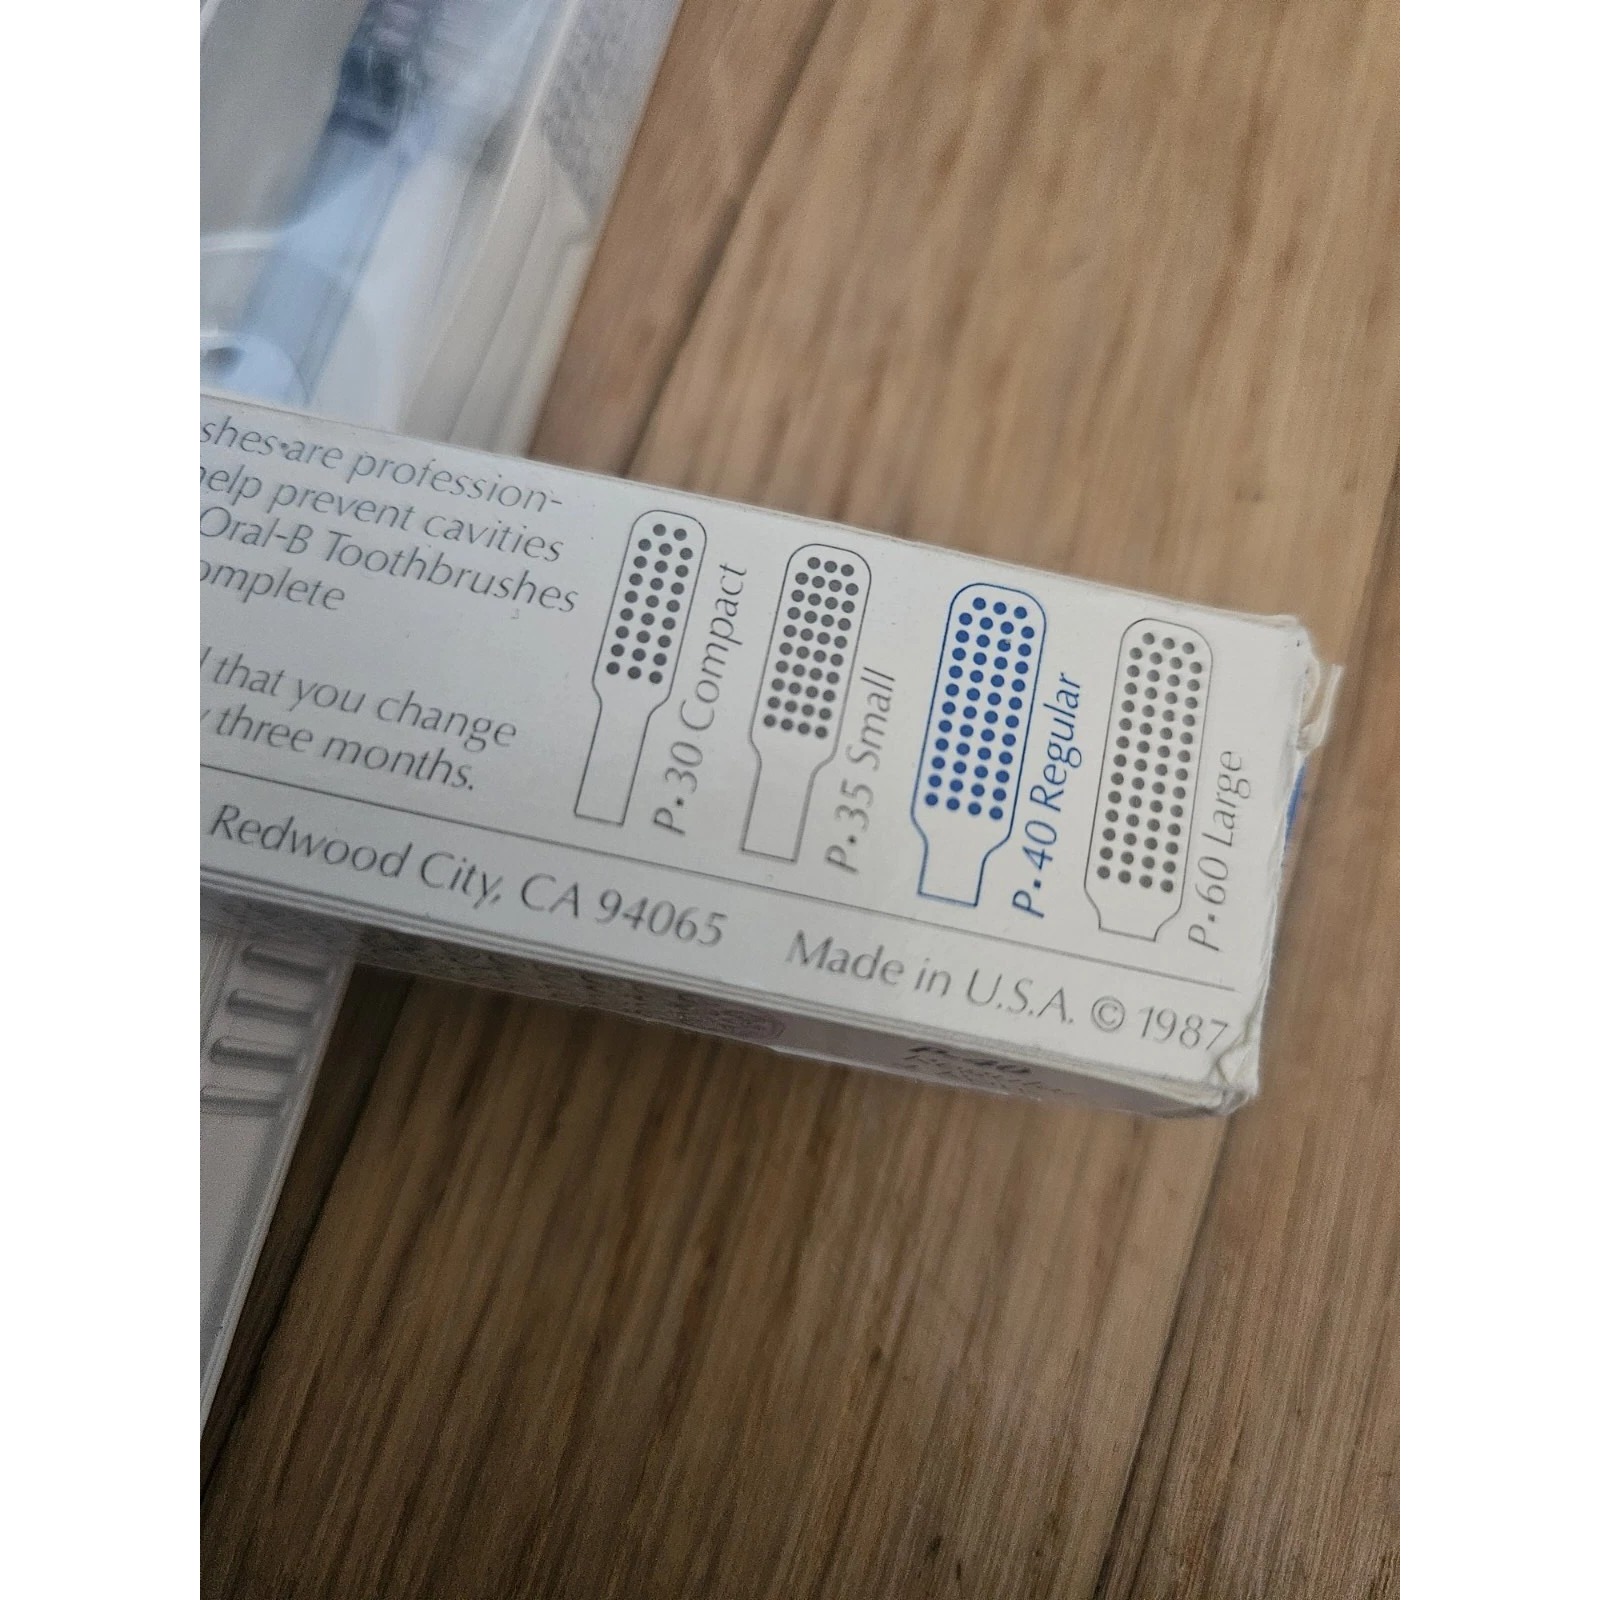 shes are profession-
help prevent cavities
Oral-B Toothbrushes
omplete
that you change
three months.
P•30 Compact
P•35 Small
P•40 Regular
P•60 Large
Redwood City, CA 94065 Made in U.S.A. © 1987
P-40